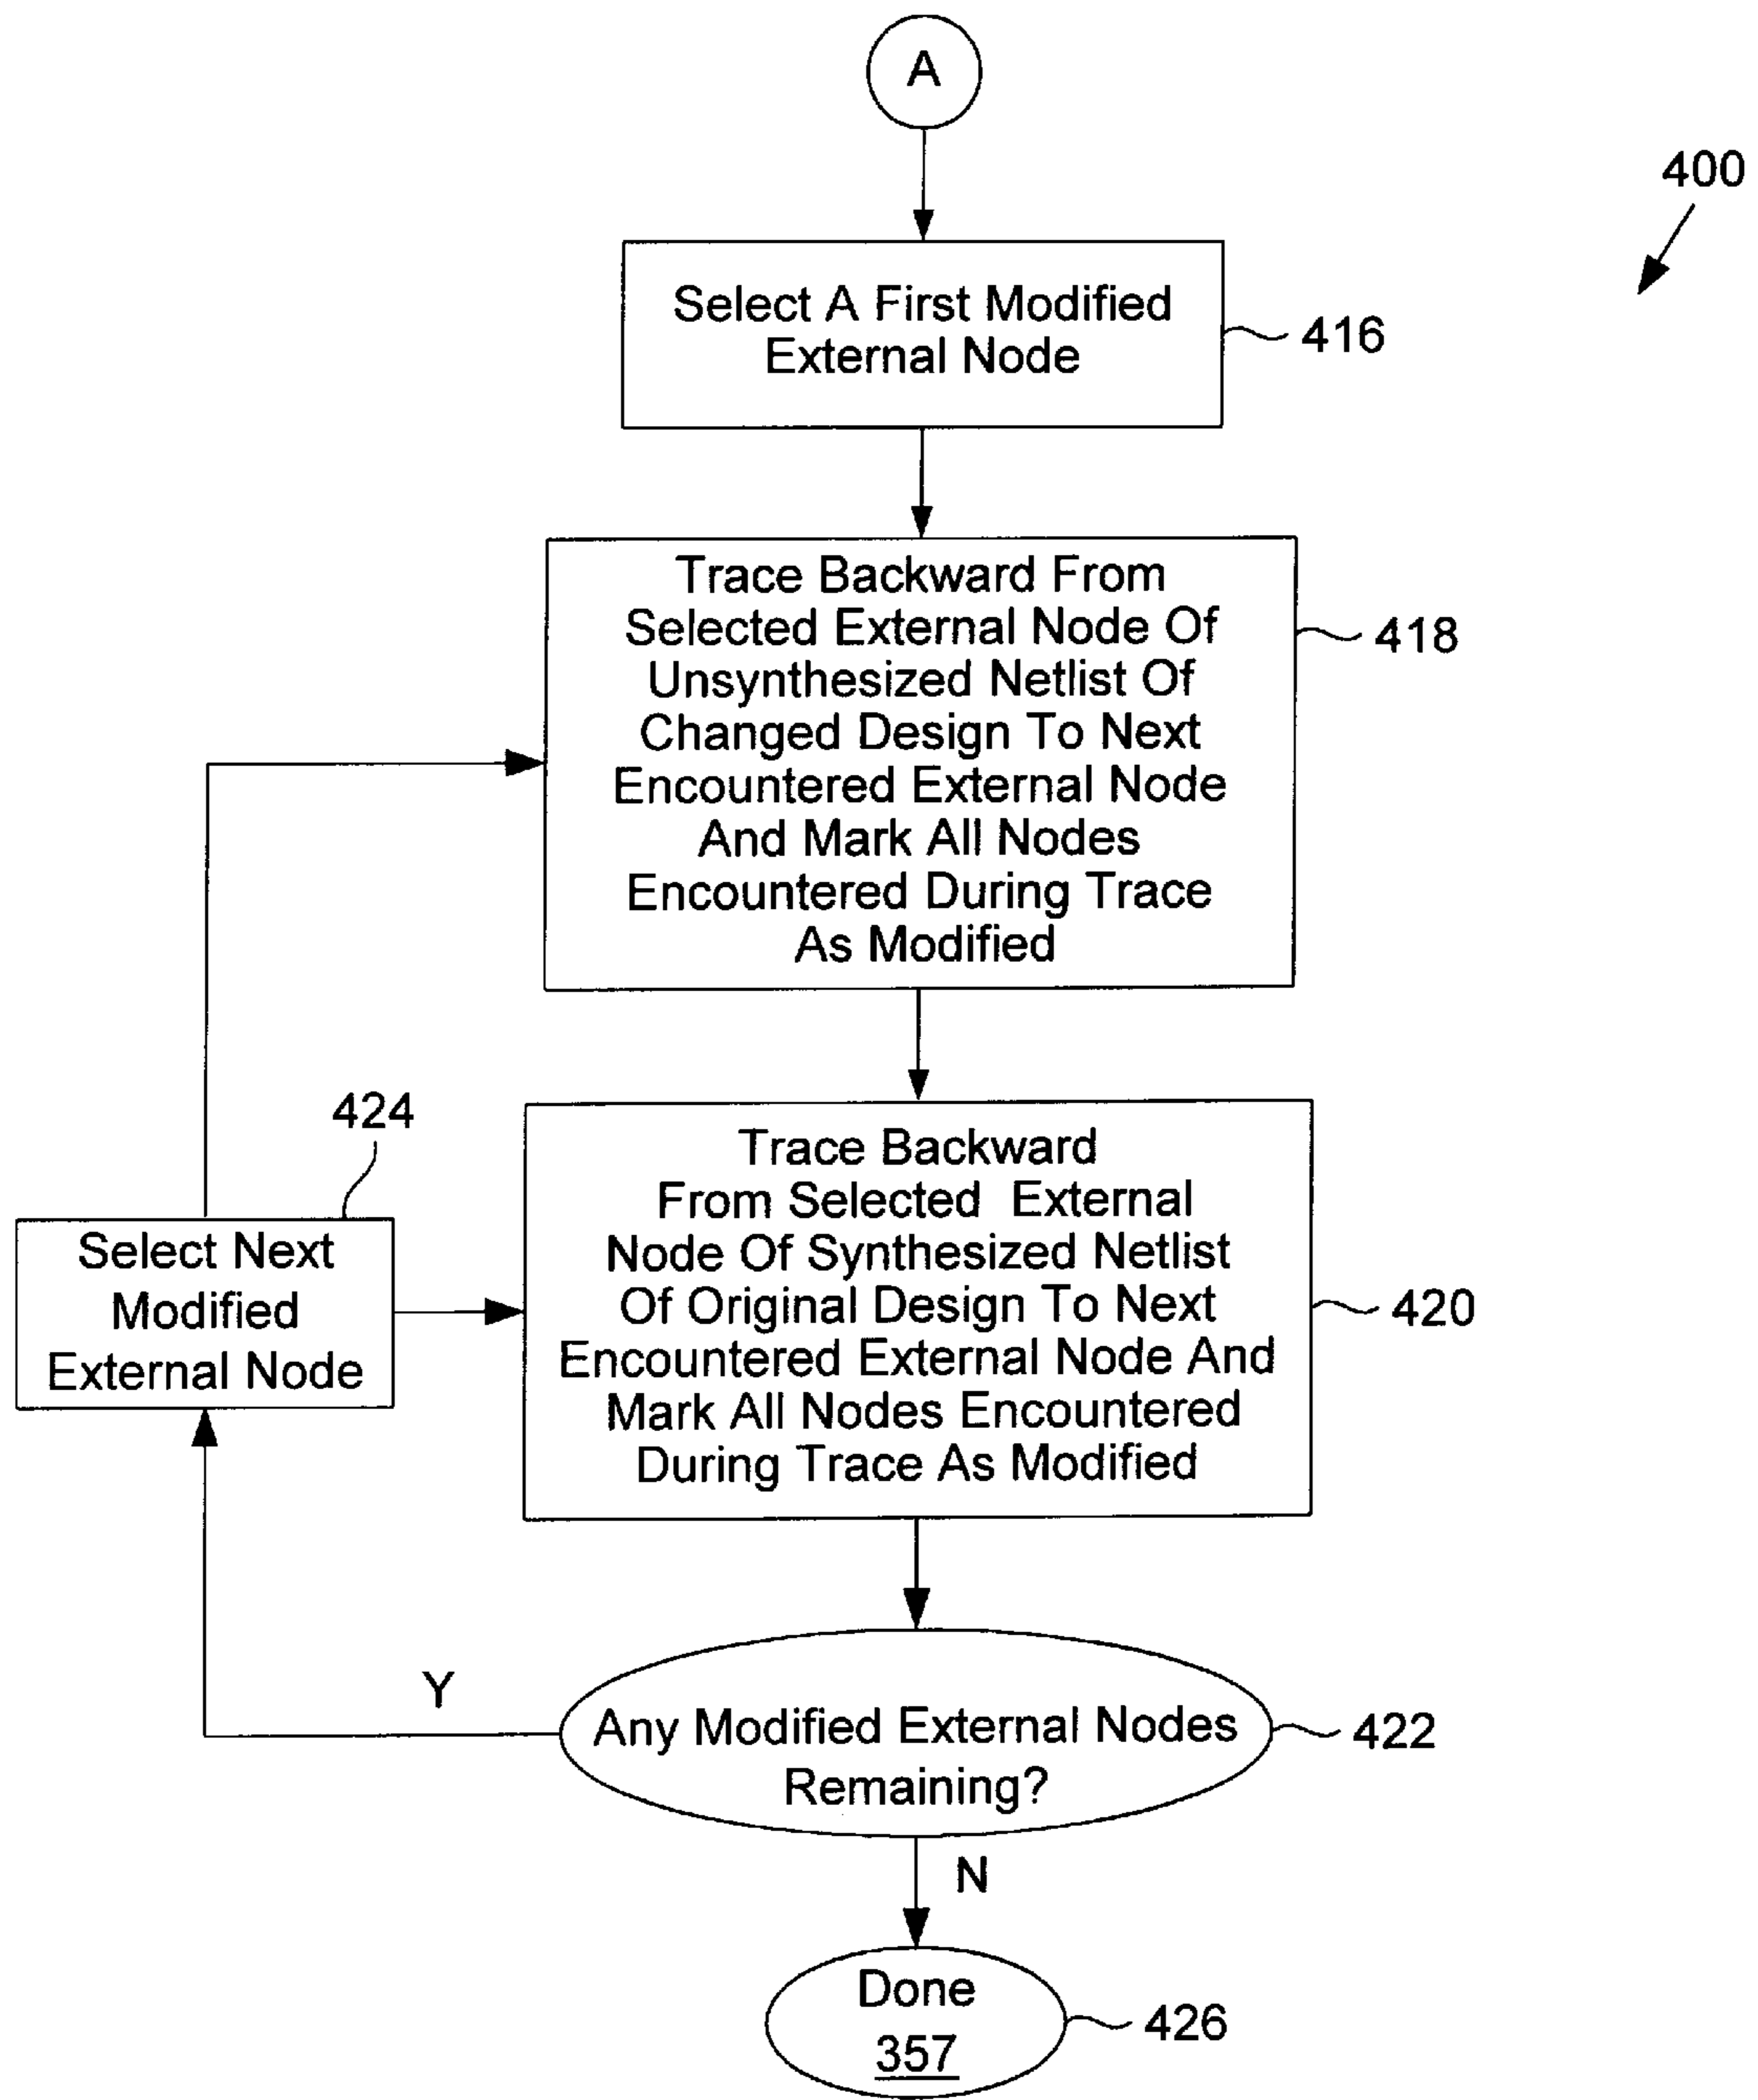 A
400
Select A First Modified
External Node
416
Trace Backward From
Selected External Node Of
Unsynthesized Netlist Of
Changed Design To Next
Encountered External Node
And Mark All Nodes
Encountered During Trace
As Modified
418
424
Select Next
Modified
External Node
Trace Backward
From Selected External
Node Of Synthesized Netlist
Of Original Design To Next
Encountered External Node And
Mark All Nodes Encountered
During Trace As Modified
420
Y
Any Modified External Nodes
Remaining?
422
N
Done
357
426